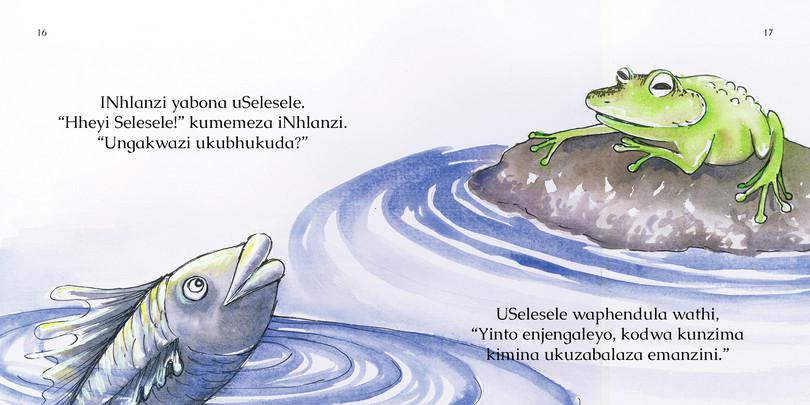 16
17
INhlanzi yabona uSelesele.
“Hheyi Selesele!” kumemeza iNhlanzi.
“Ungakwazi ukubhukuda?”
USelesele waphendula wathi,
“Yinto enjengaleyo, kodwa kunzima
kimina ukuzabalaza emanzini.”